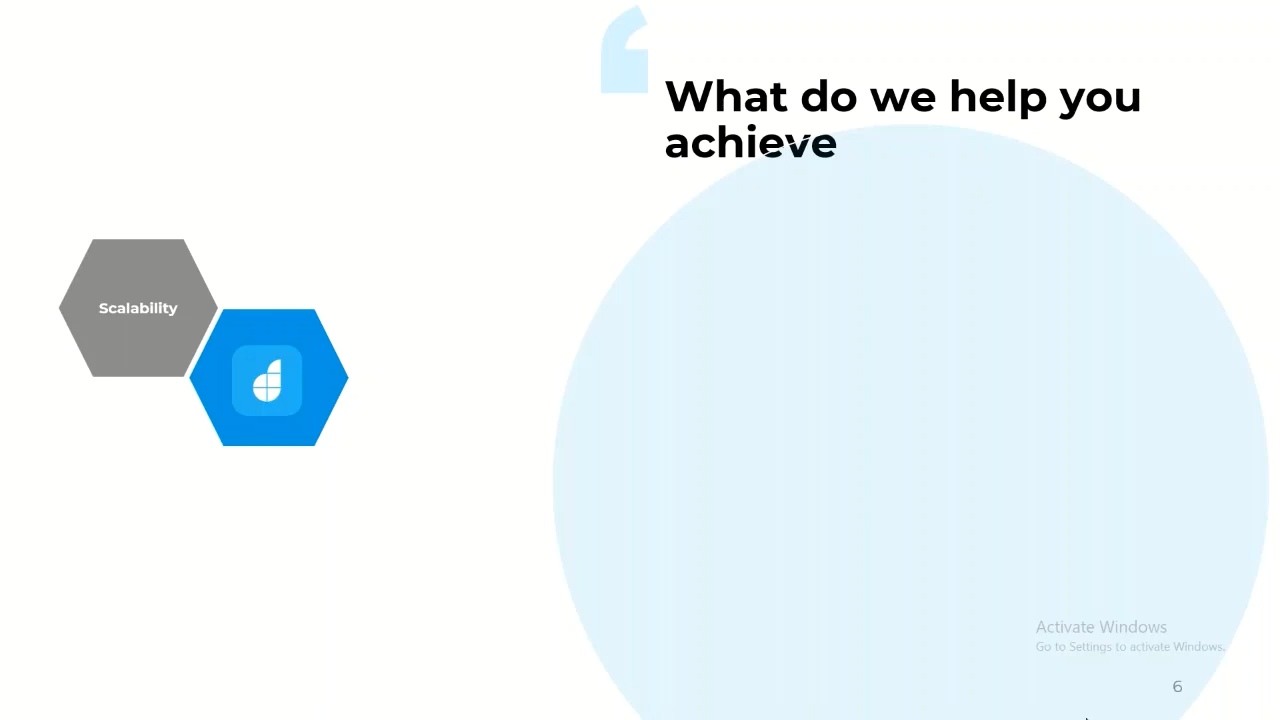 What do we help you
achieve
Scalability
Activate Windows
Go to Settings to activate Windows.
6